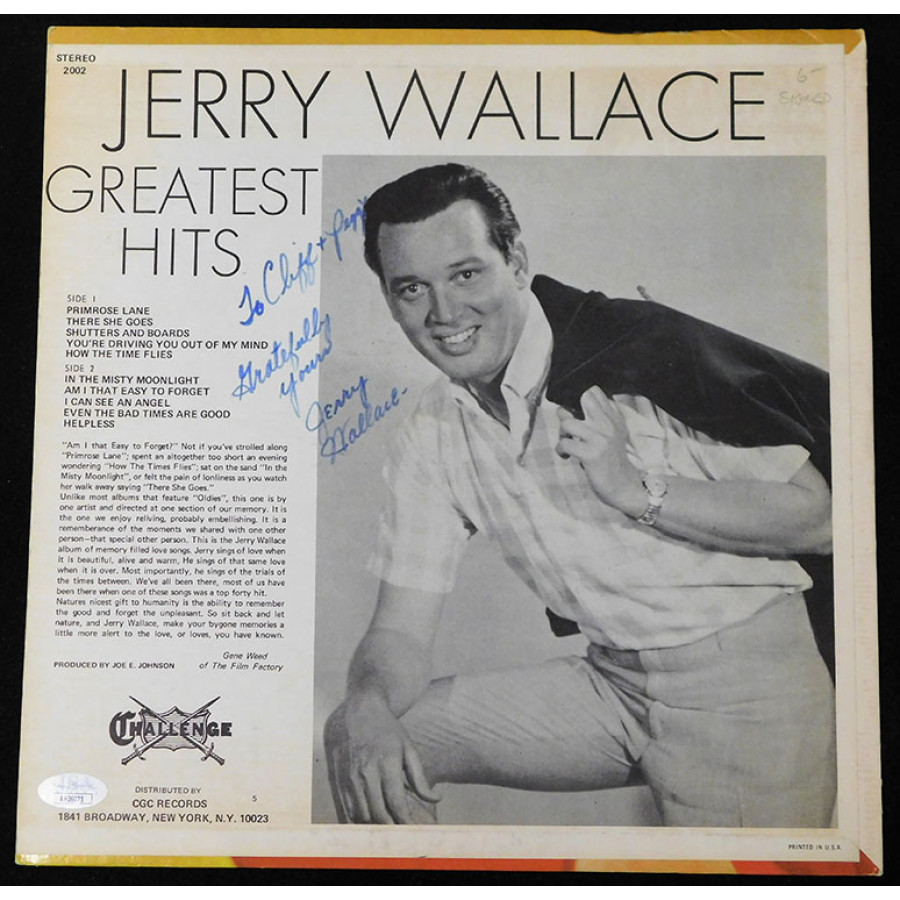 STEREO
2002
JERRY WALLACE
6-
SIGNED
GREATEST
HITS
To Cliff +
Gratefully
yours
Jerry
Wallace-
SIDE 1
PRIMROSE LANE
THERE SHE GOES
SHUTTERS AND BOARDS
YOU'RE DRIVING YOU OUT OF MY MIND
HOW THE TIME FLIES
SIDE 2
IN THE MISTY MOONLIGHT
AM I THAT EASY TO FORGET
I CAN SEE AN ANGEL
EVEN THE BAD TIMES ARE GOOD
HELPLESS
"Am I that Easy to Forget?" Not if you've strolled along
"Primrose Lane"; spent an altogether too short an evening
wondering "How The Times Flies"; sat on the sand "In the
Misty Moonlight", or felt the pain of lonliness as you watch
her walk away saying "There She Goes."
Unlike most albums that feature "Oldies", this one is by
one artist and directed at one section of our memory. It is
the one we enjoy reliving, probably embellishing. It is a
rememberance of the moments we shared with one other
person—that special other person. This is the Jerry Wallace
album of memory filled love songs. Jerry sings of love when
it is beautiful, alive and warm, He sings of that same love
when it is over. Most importantly, he sings of the trials of
the times between. We've all been there, most of us have
been there when one of these songs was a top forty hit.
Natures nicest gift to humanity is the ability to remember
the good and forget the unpleasant. So sit back and let
nature, and Jerry Wallace, make your bygone memories a
little more alert to the love, or loves, you have known.
Gene Weed
PRODUCED BY JOE E. JOHNSON of The Film Factory
CHALLENGE
DISTRIBUTED BY
CGC RECORDS 5
1841 BROADWAY, NEW YORK, N.Y. 10023
PRINTED IN U.S.A.